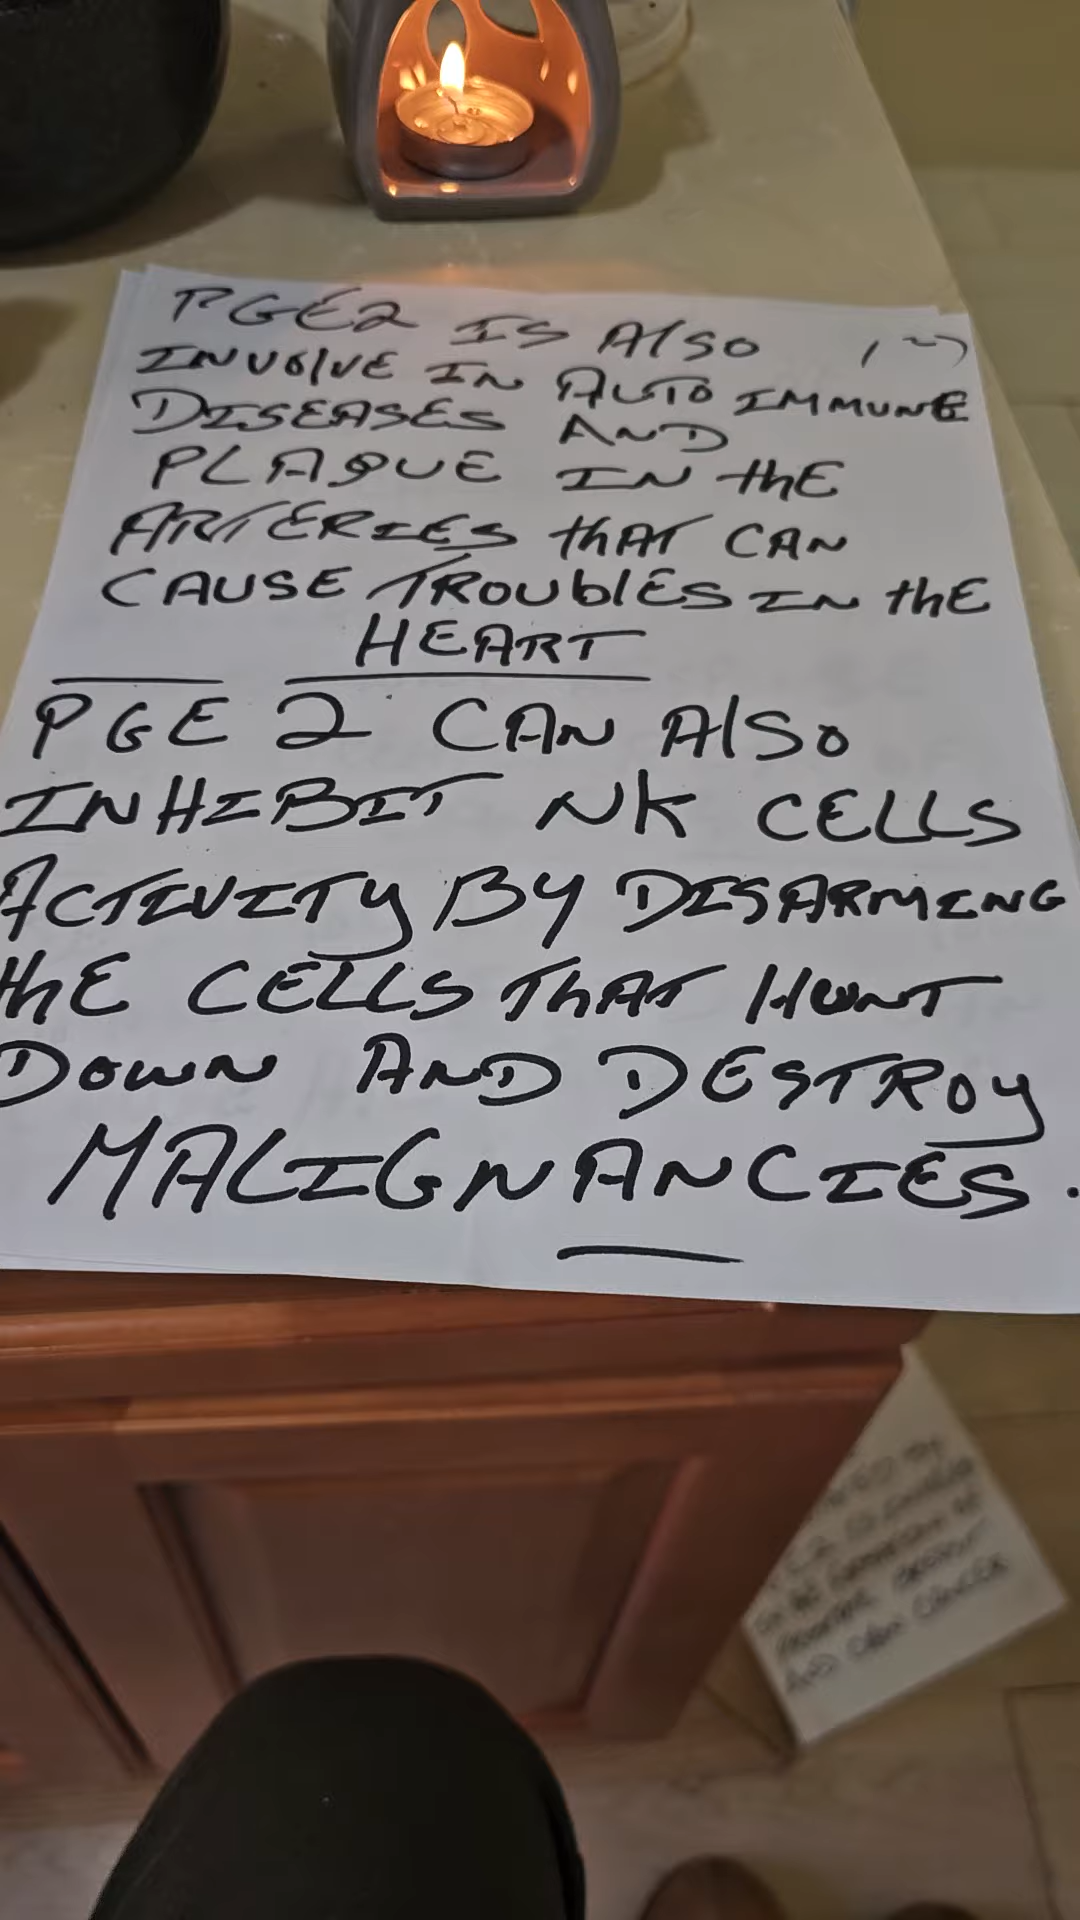 PGE2 IS Also
INVOlVE IN AUTO IMMUNE
DISEASES AND
PLAQUE IN thE
ARTERIES thAT CAN
CAUSE TROUblES IN thE
HEART
PGE 2 CAN Also
INHIBIT NK CELLS
ACTIVITY BY DISARMING
thE CELLS ThAT HUNT
DOWN AND DESTROY
MALIGNANCIES.
AND CANCER